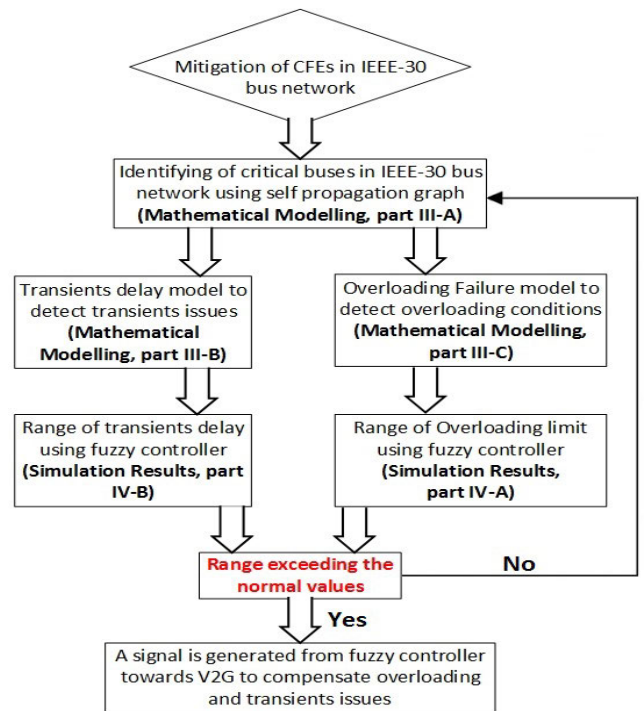 Mitigation of CFEs in IEEE-30
bus network
Identifying of critical buses in IEEE-30 bus
network using self propagation graph
(Mathematical Modelling, part III-A)
Transients delay model to
detect transients issues
(Mathematical
Modelling, part III-B)
Overloading Failure model to
detect overloading conditions
(Mathematical Modelling,
part III-C)
Range of transients delay
using fuzzy controller
(Simulation Results, part
IV-B)
Range of Overloading limit
using fuzzy controller
(Simulation Results,
part IV-A)
Range exceeding the
normal values
No
Yes
A signal is generated from fuzzy controller
towards V2G to compensate overloading
and transients issues